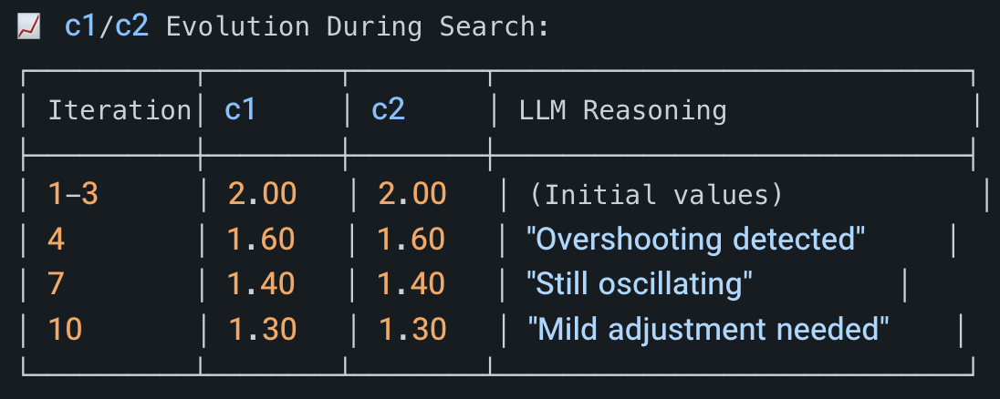 📈 c1/c2 Evolution During Search:
Iteration c1 c2 LLM Reasoning
1–3 2.00 2.00 (Initial values)
4 1.60 1.60 "Overshooting detected"
7 1.40 1.40 "Still oscillating"
10 1.30 1.30 "Mild adjustment needed"